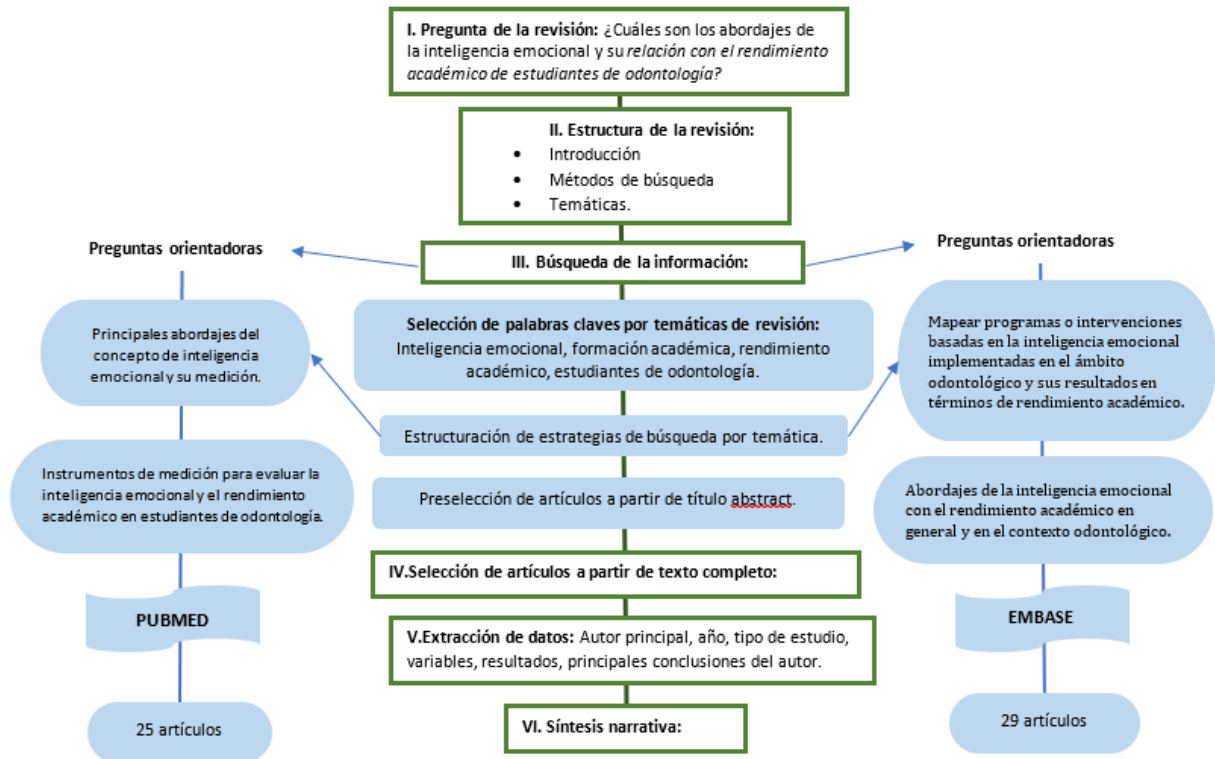 I. Pregunta de la revisión: ¿Cuáles son los abordajes de
la inteligencia emocional y su relación con el rendimiento
académico de estudiantes de odontología?
II. Estructura de la revisión:
• Introducción
• Métodos de búsqueda
• Temáticas.
Preguntas orientadoras
III. Búsqueda de la información:
Preguntas orientadoras
Principales abordajes del
concepto de inteligencia
emocional y su medición.
Selección de palabras claves por temáticas de revisión:
Inteligencia emocional, formación académica, rendimiento
académico, estudiantes de odontología.
Mapear programas o intervenciones
basadas en la inteligencia emocional
implementadas en el ámbito
odontológico y sus resultados en
términos de rendimiento académico.
Estructuración de estrategias de búsqueda por temática.
Instrumentos de medición para evaluar la
inteligencia emocional y el rendimiento
académico en estudiantes de odontología.
Preselección de artículos a partir de título abstract.
Abordajes de la inteligencia emocional
con el rendimiento académico en
general y en el contexto odontológico.
IV.Selección de artículos a partir de texto completo:
PUBMED
EMBASE
V.Extracción de datos: Autor principal, año, tipo de estudio,
variables, resultados, principales conclusiones del autor.
25 artículos
VI. Síntesis narrativa:
29 artículos